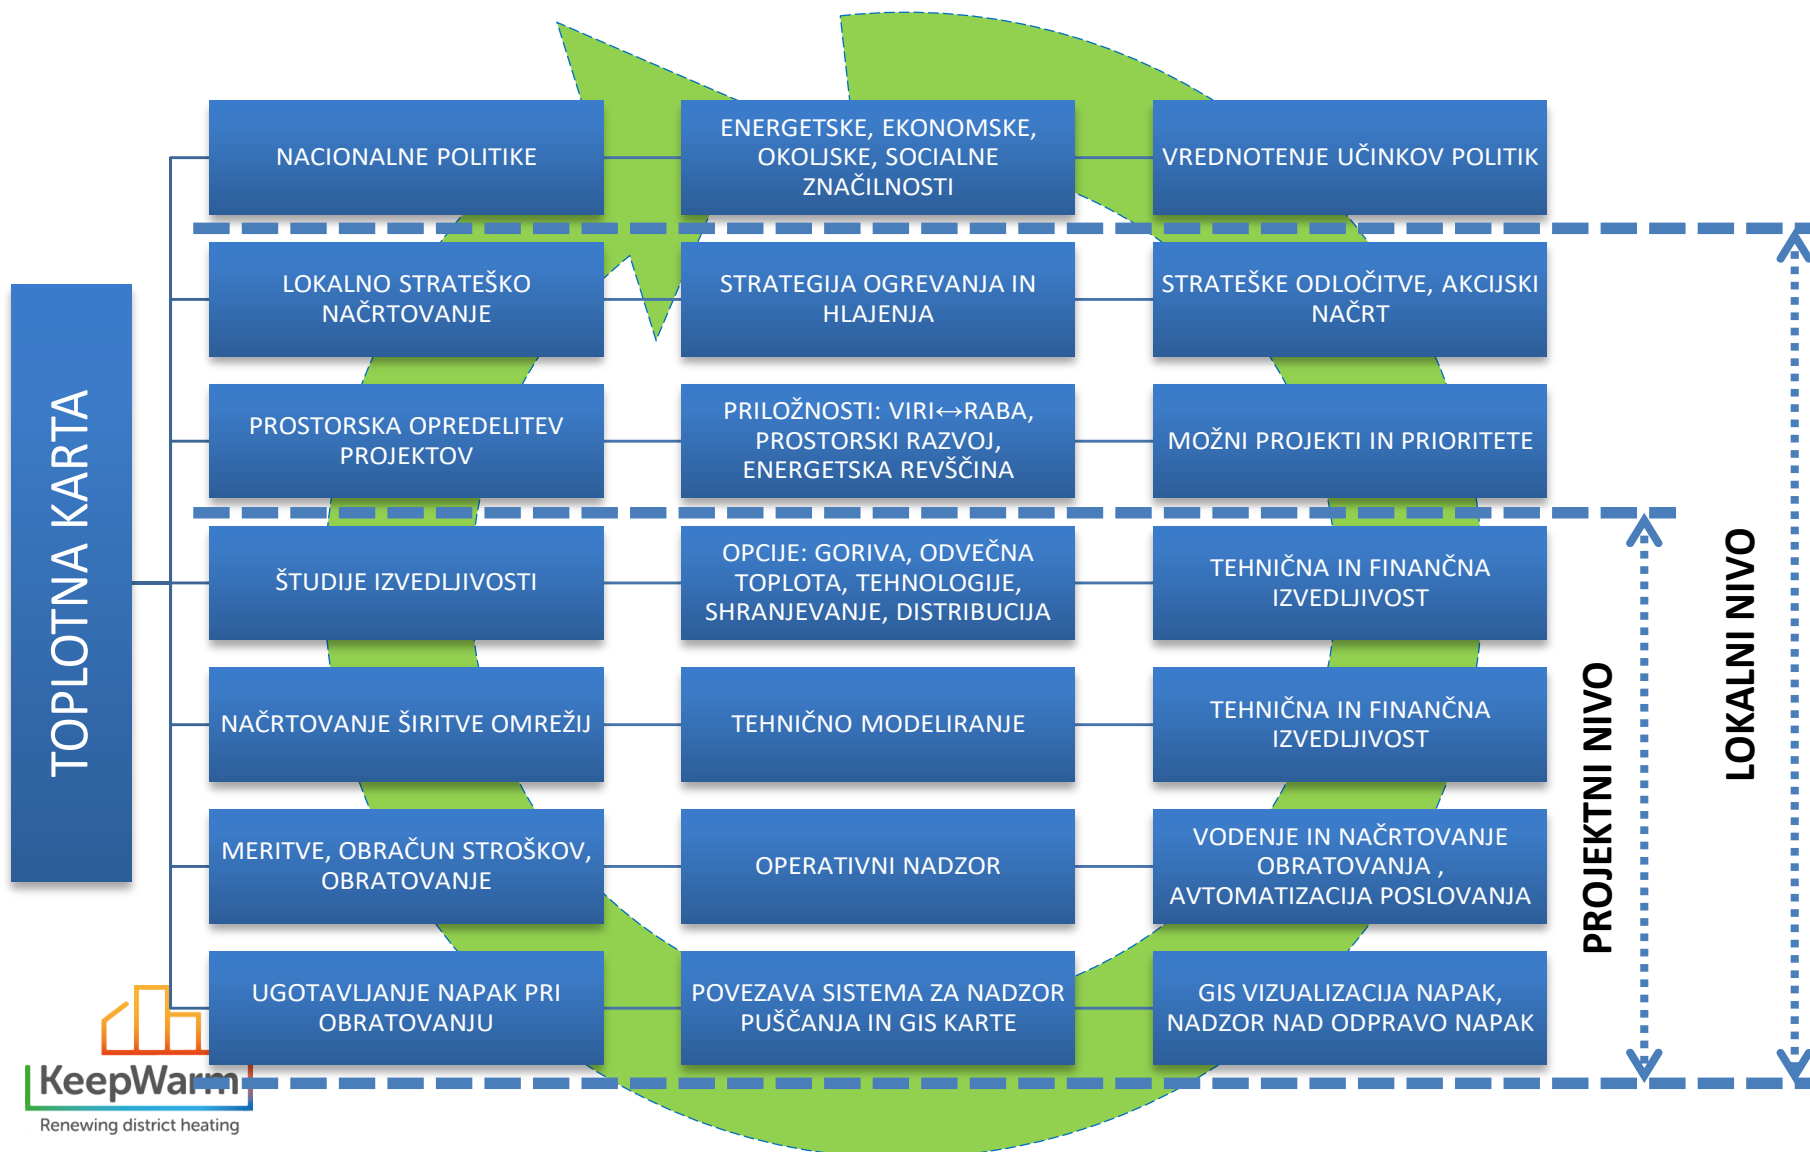 TOPLOTNA KARTA
NACIONALNE POLITIKE
ENERGETSKE, EKONOMSKE,
OKOLJSKE, SOCIALNE
ZNAČILNOSTI
VREDNOTENJE UČINKOV POLITIK
LOKALNO STRATEŠKO
NAČRTOVANJE
STRATEGIJA OGREVANJA IN
HLAJENJA
STRATEŠKE ODLOČITVE, AKCIJSKI
NAČRT
PROSTORSKA OPREDELITEV
PROJEKTOV
PRILOŽNOSTI: VIRI↔RABA,
PROSTORSKI RAZVOJ,
ENERGETSKA REVŠČINA
MOŽNI PROJEKTI IN PRIORITETE
ŠTUDIJE IZVEDLJIVOSTI
OPCIJE: GORIVA, ODVEČNA
TOPLOTA, TEHNOLOGIJE,
SHRANJEVANJE, DISTRIBUCIJA
TEHNIČNA IN FINANČNA
IZVEDLJIVOST
NAČRTOVANJE ŠIRITVE OMREŽIJ
TEHNIČNO MODELIRANJE
TEHNIČNA IN FINANČNA
IZVEDLJIVOST
MERITVE, OBRAČUN STROŠKOV,
OBRATOVANJE
OPERATIVNI NADZOR
VODENJE IN NAČRTOVANJE
OBRATOVANJA ,
AVTOMATIZACIJA POSLOVANJA
UGOTAVLJANJE NAPAK PRI
OBRATOVANJU
POVEZAVA SISTEMA ZA NADZOR
PUŠČANJA IN GIS KARTE
GIS VIZUALIZACIJA NAPAK,
NADZOR NAD ODPRAVO NAPAK
PROJEKTNI NIVO
LOKALNI NIVO
KeepWarm
Renewing district heating